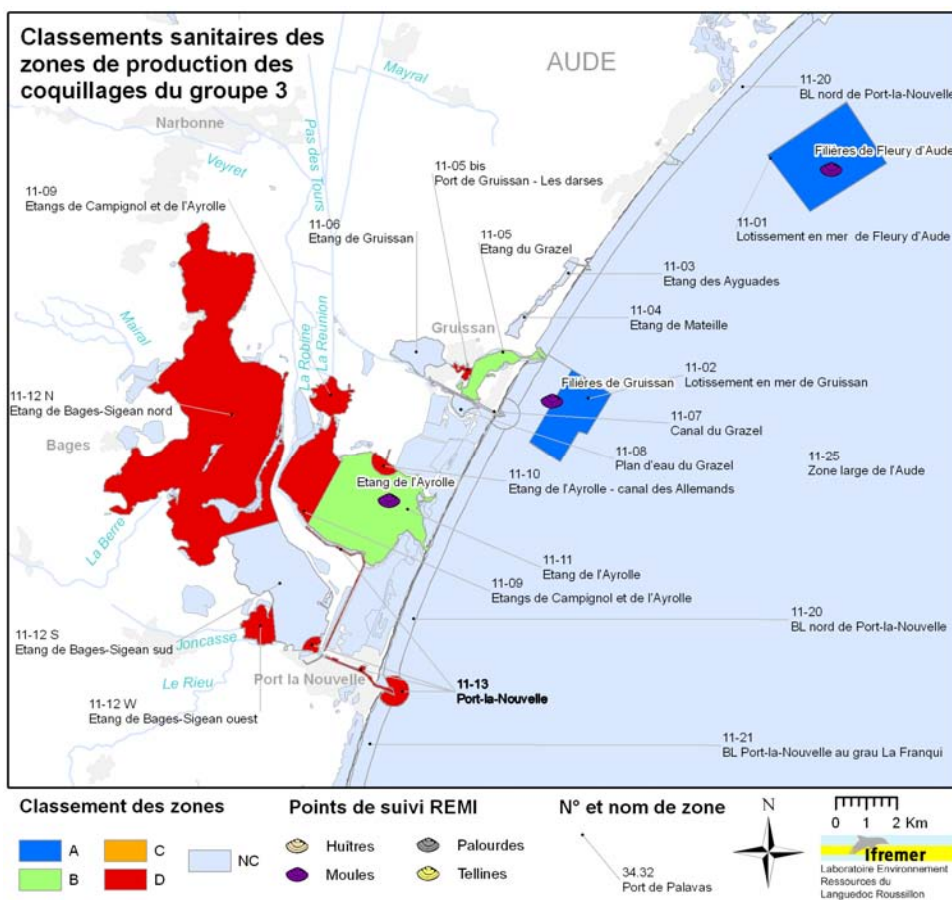 Classements sanitaires des
zones de production des
coquillages du groupe 3
AUDE
Mayral
Narbonne
Veyret
Pas des Tours
11-20
BL nord de Port-la-Nouvelle
Filières de Fleury d'Aude
11-05 bis
Port de Gruissan - Les darses
11-09
Etangs de Campignol et de l'Ayrolle
11-06
Etang de Gruissan
11-05
Etang du Grazel
11-01
Lotissement en mer de Fleury d'Aude
11-03
Etang des Ayguades
11-04
Etang de Mateille
Mairal
La Robine
La Reunion
Gruissan
11-02
Lotissement en mer de Gruissan
Filières de Gruissan
11-12 N
Etang de Bages-Sigean nord
11-07
Canal du Grazel
Bages
11-08
Plan d'eau du Grazel
11-25
Zone large de l'Aude
11-10
Etang de l'Ayrolle - canal des Allemands
Etang de l'Ayrolle
La Berre
11-11
Etang de l'Ayrolle
11-09
Etangs de Campignol et de l'Ayrolle
11-20
BL nord de Port-la-Nouvelle
11-12 S
Etang de Bages-Sigean sud
Joncasse
Le Rieu
Port la Nouvelle
11-13
Port-la-Nouvelle
11-12 W
Etang de Bages-Sigean ouest
11-21
BL Port-la-Nouvelle au grau La Franqui
Classement des zones
A
B
C
D
NC
Points de suivi REMI
Huîtres
Moules
Palourdes
Tellines
N° et nom de zone
34.32
Port de Palavas
N
0 1 2 Km
Ifremer
Laboratoire Environnement
Ressources du
Languedoc Roussillon